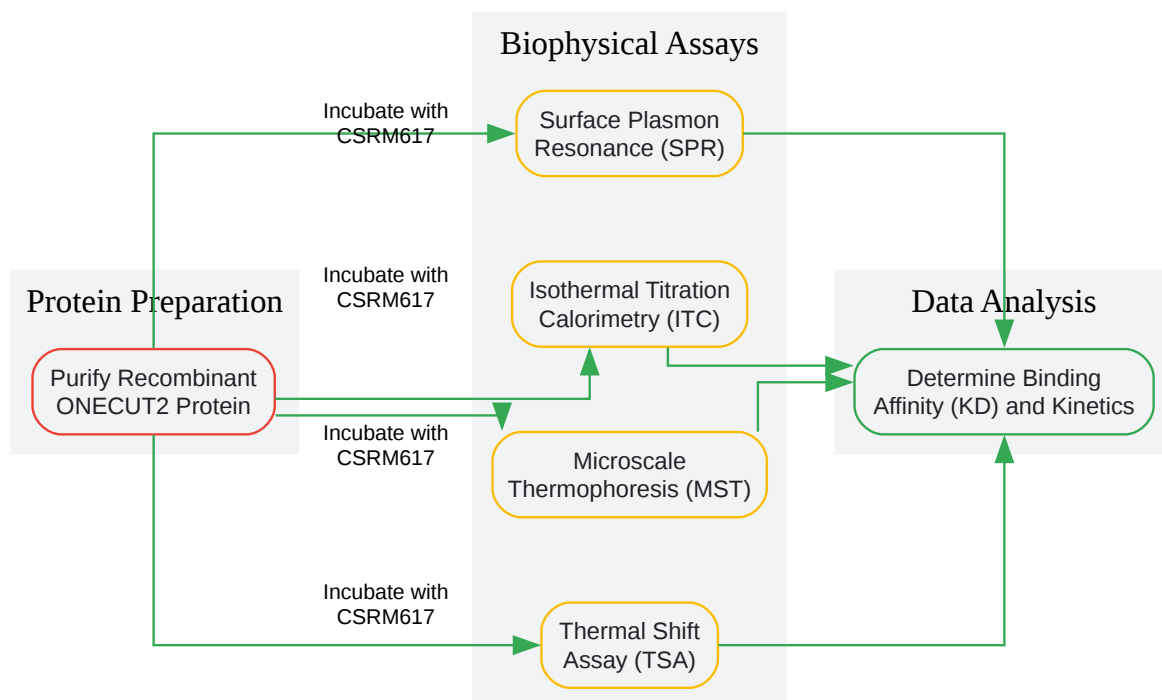 Biophysical Assays
Incubate with
CSRM617
Surface Plasmon
Resonance (SPR)
Incubate with
CSRM617
Isothermal Titration
Calorimetry (ITC)
Protein Preparation
Data Analysis
Purify Recombinant
ONECUT2 Protein
Determine Binding
Affinity (KD) and Kinetics
Incubate with
CSRM617
Microscale
Thermophoresis (MST)
Incubate with
CSRM617
Thermal Shift
Assay (TSA)